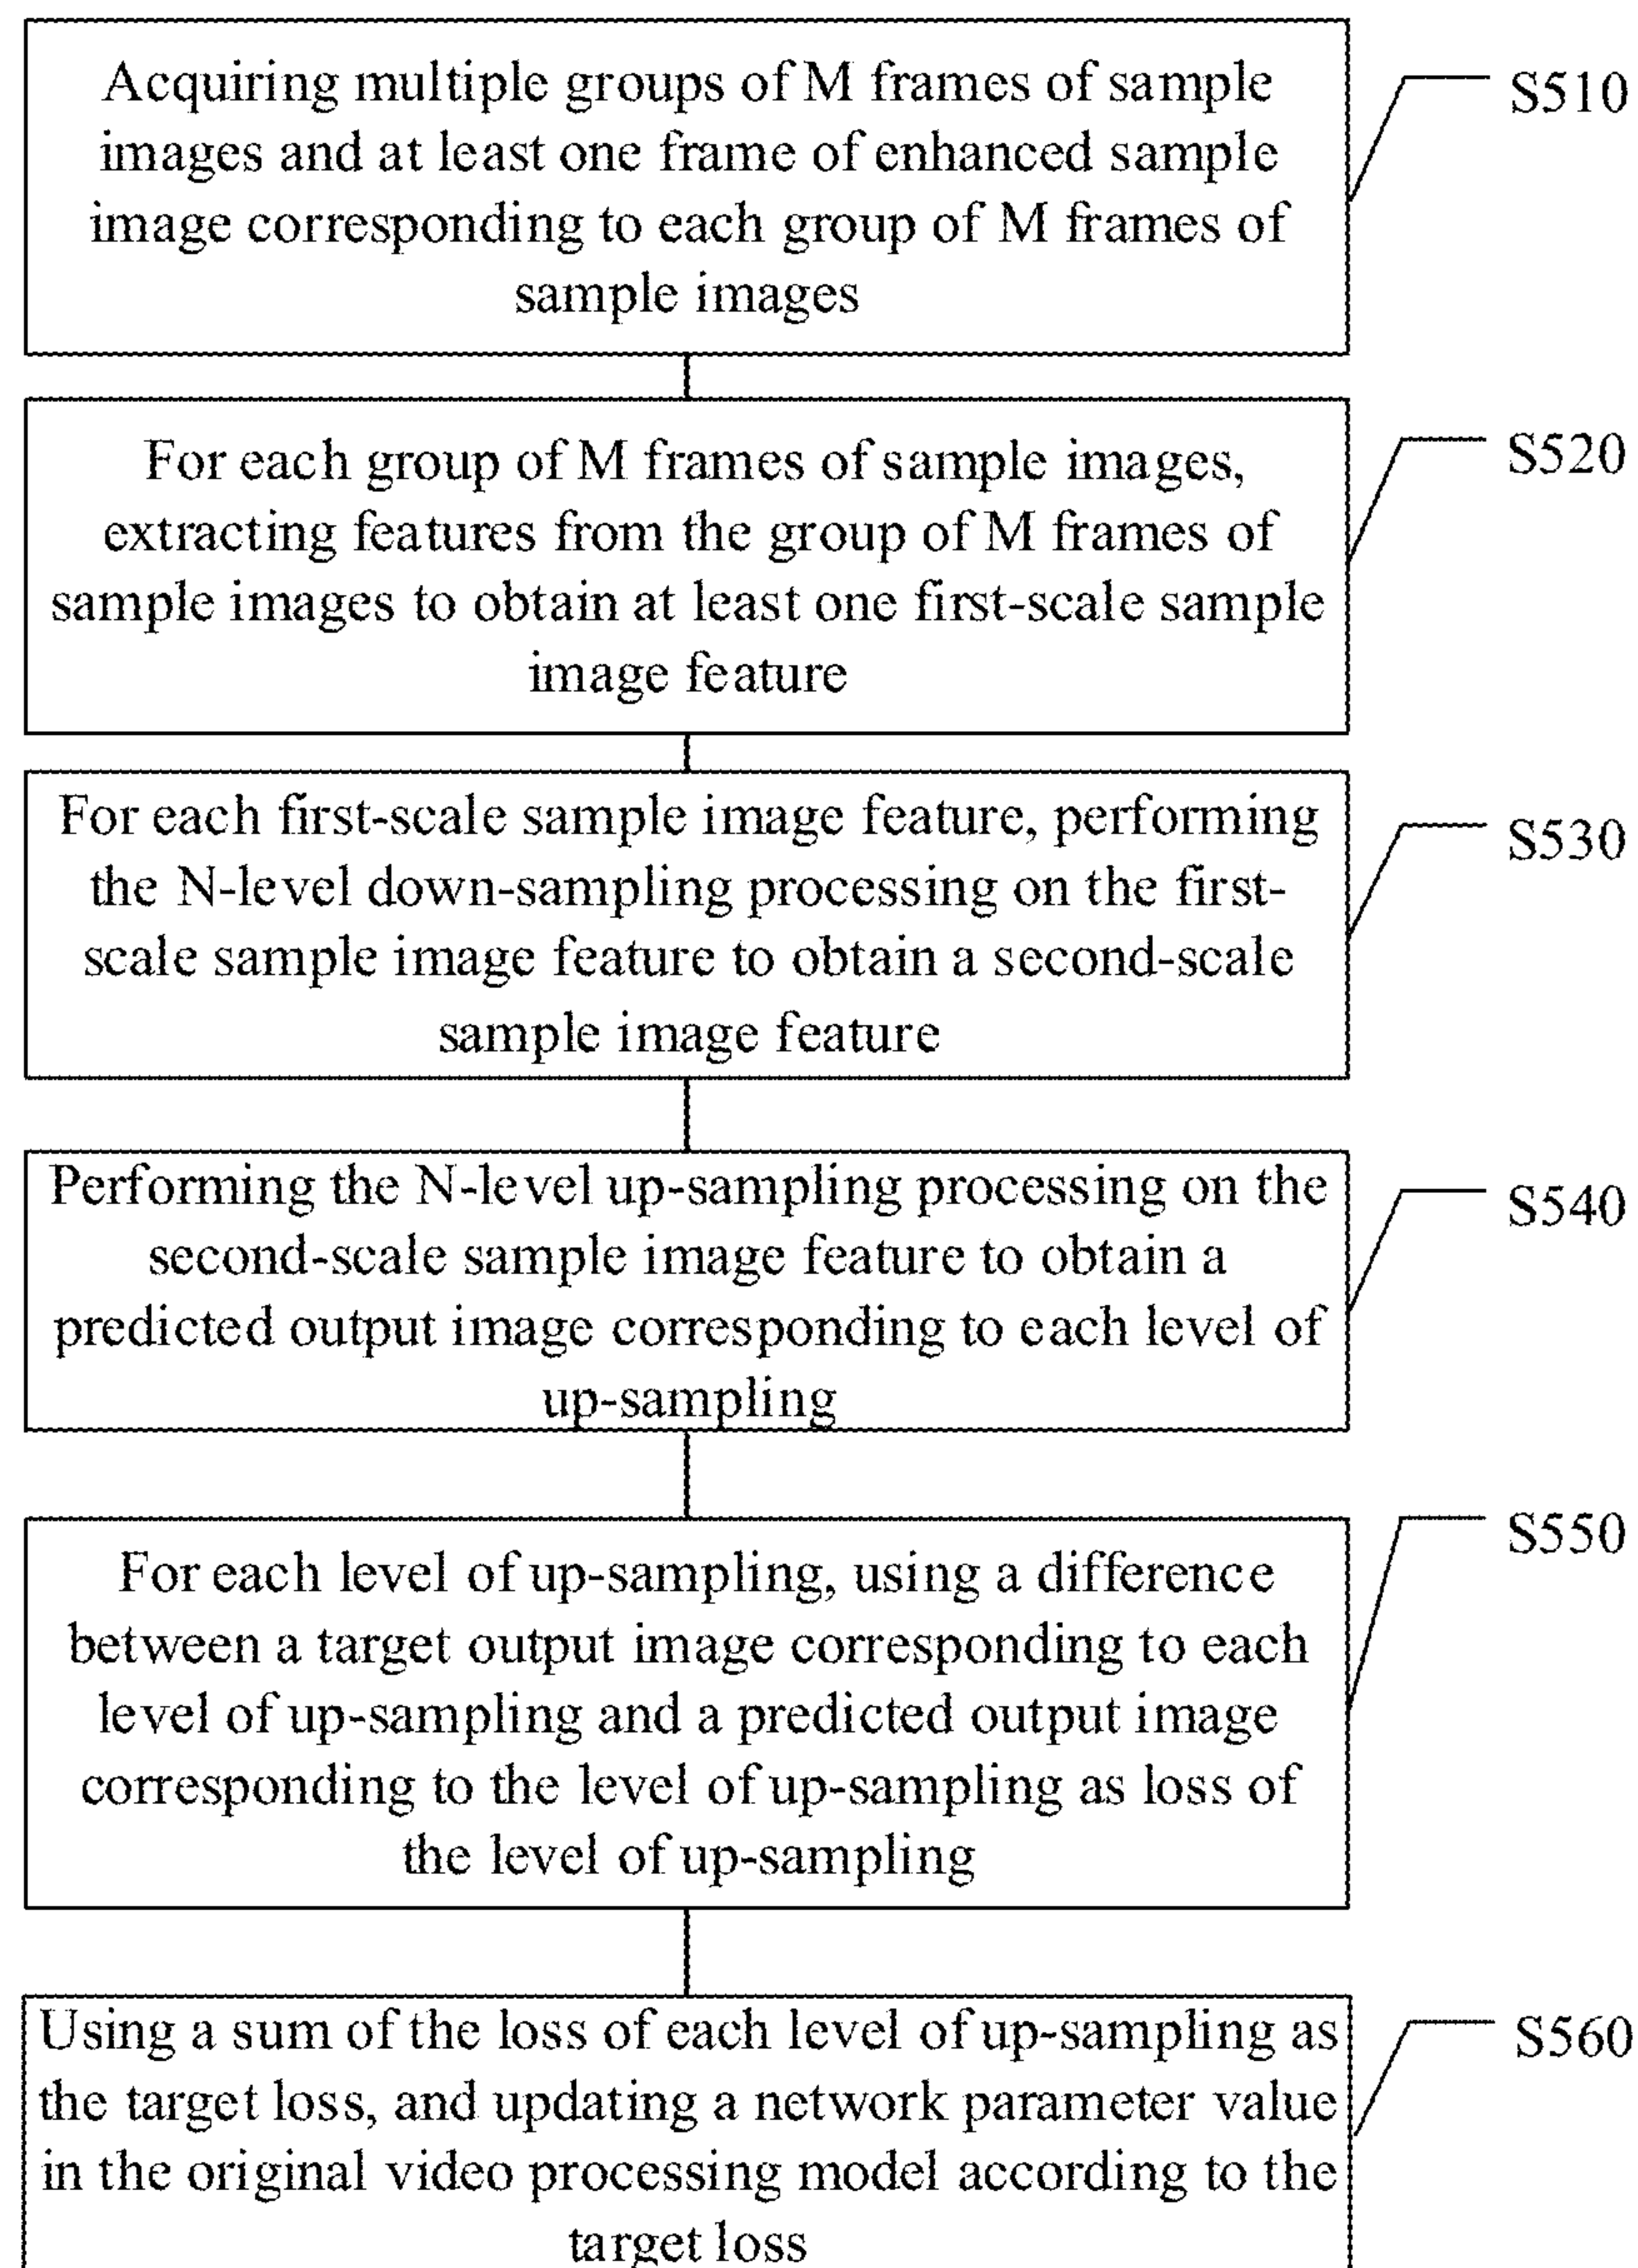 Acquiring multiple groups of M frames of sample
images and at least one frame of enhanced sample
image corresponding to each group of M frames of
sample images
S510
For each group of M frames of sample images,
extracting features from the group of M frames of
sample images to obtain at least one first-scale sample
image feature
S520
For each first-scale sample image feature, performing
the N-level down-sampling processing on the first-
scale sample image feature to obtain a second-scale
sample image feature
S530
Performing the N-level up-sampling processing on the
second-scale sample image feature to obtain a
predicted output image corresponding to each level of
up-sampling
S540
For each level of up-sampling, using a difference
between a target output image corresponding to each
level of up-sampling and a predicted output image
corresponding to the level of up-sampling as loss of
the level of up-sampling
S550
Using a sum of the loss of each level of up-sampling as
the target loss, and updating a network parameter value
in the original video processing model according to the
target loss
S560